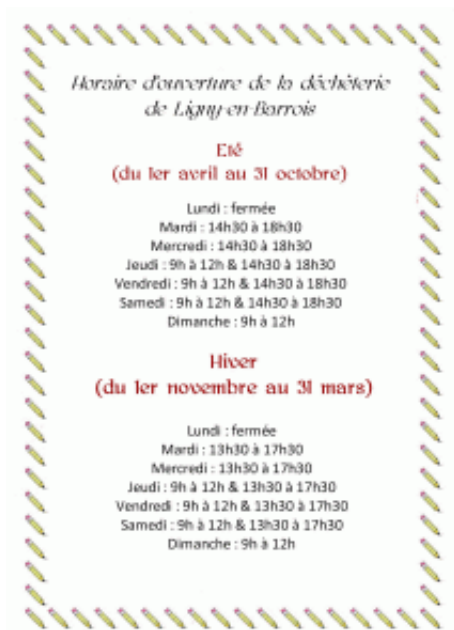 Horaire d'ouverture de la déchèterie
de Ligny-en-Barrois
Eté
(du 1er avril au 31 octobre)
Lundi : fermée
Mardi : 14h30 à 18h30
Mercredi : 14h30 à 18h30
Jeudi : 9h à 12h & 14h30 à 18h30
Vendredi : 9h à 12h & 14h30 à 18h30
Samedi : 9h à 12h & 14h30 à 18h30
Dimanche : 9h à 12h
Hiver
(du 1er novembre au 31 mars)
Lundi : fermée
Mardi : 13h30 à 17h30
Mercredi : 13h30 à 17h30
Jeudi : 9h à 12h & 13h30 à 17h30
Vendredi : 9h à 12h & 13h30 à 17h30
Samedi : 9h à 12h & 13h30 à 17h30
Dimanche : 9h à 12h